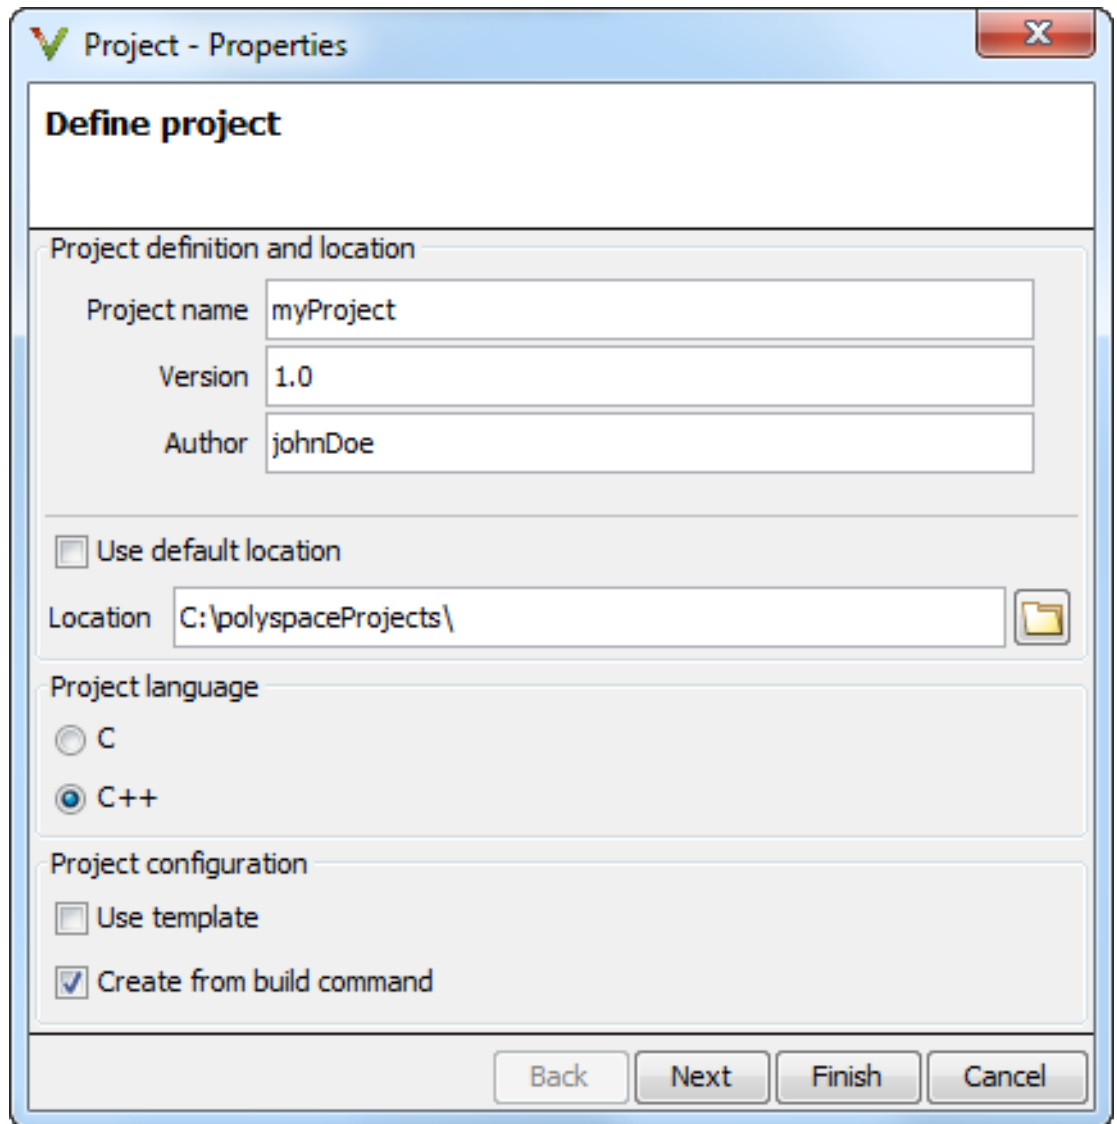 Project - Properties
Define project
Project definition and location
Project name myProject
Version 1.0
Author johnDoe
Use default location
Location C:\polyspaceProjects\
Project language
C
C++
Project configuration
Use template
Create from build command
Back Next Finish Cancel